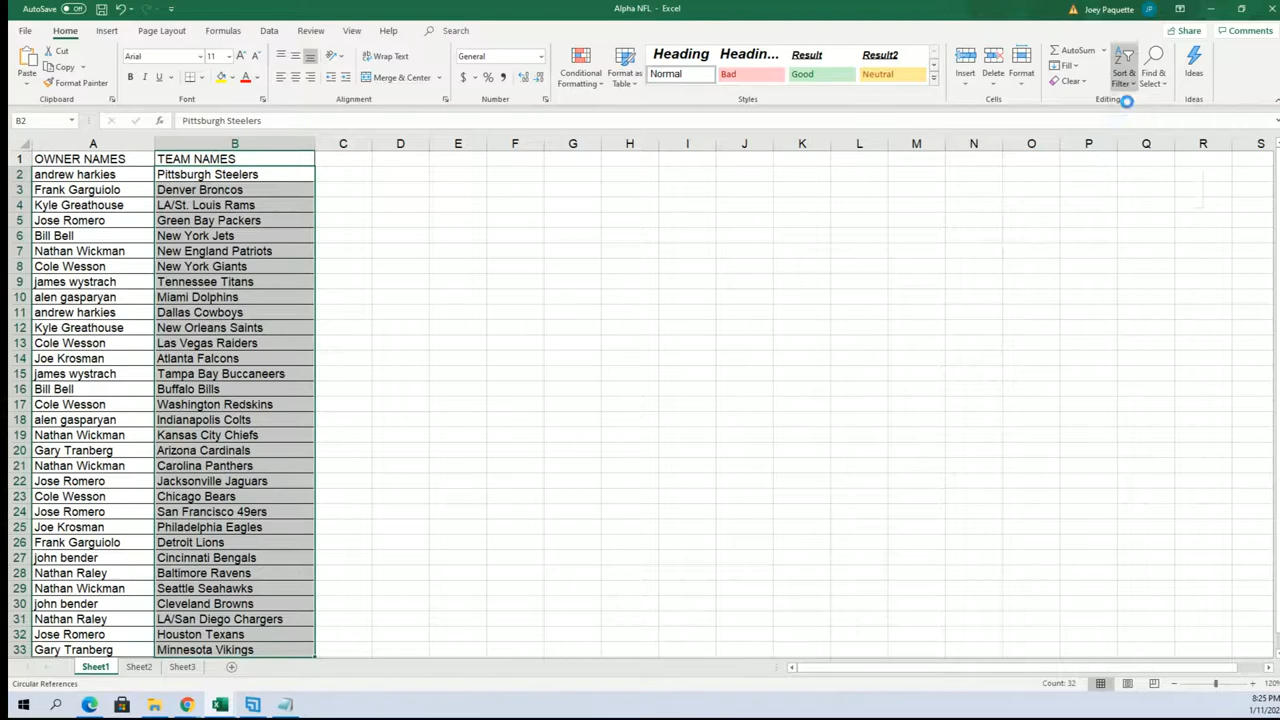 AutoSave Off Alpha NFL - Excel Joey Paquette JP
File Home Insert Page Layout Formulas Data Review View Help Search Share Comments
Paste Cut Copy Format Painter Clipboard
Arial 11 Font
Wrap Text Merge & Center Alignment
General Number
Conditional Formatting Format as Table
Heading Headin... Result Result2
Normal Bad Good Neutral Styles
Insert Delete Format Cells
AutoSum Fill Clear Sort & Filter Find & Select Editing
Ideas Ideas
B2 Pittsburgh Steelers
A B C D E F G H I J K L M N O P Q R S
1 OWNER NAMES TEAM NAMES
2 andrew harkies Pittsburgh Steelers
3 Frank Garguiolo Denver Broncos
4 Kyle Greathouse LA/St. Louis Rams
5 Jose Romero Green Bay Packers
6 Bill Bell New York Jets
7 Nathan Wickman New England Patriots
8 Cole Wesson New York Giants
9 james wystrach Tennessee Titans
10 alen gasparyan Miami Dolphins
11 andrew harkies Dallas Cowboys
12 Kyle Greathouse New Orleans Saints
13 Cole Wesson Las Vegas Raiders
14 Joe Krosman Atlanta Falcons
15 james wystrach Tampa Bay Buccaneers
16 Bill Bell Buffalo Bills
17 Cole Wesson Washington Redskins
18 alen gasparyan Indianapolis Colts
19 Nathan Wickman Kansas City Chiefs
20 Gary Tranberg Arizona Cardinals
21 Nathan Wickman Carolina Panthers
22 Jose Romero Jacksonville Jaguars
23 Cole Wesson Chicago Bears
24 Jose Romero San Francisco 49ers
25 Joe Krosman Philadelphia Eagles
26 Frank Garguiolo Detroit Lions
27 john bender Cincinnati Bengals
28 Nathan Raley Baltimore Ravens
29 Nathan Wickman Seattle Seahawks
30 john bender Cleveland Browns
31 Nathan Raley LA/San Diego Chargers
32 Jose Romero Houston Texans
33 Gary Tranberg Minnesota Vikings
Sheet1 Sheet2 Sheet3
Circular References Count: 32 120%
8:25 PM
1/11/202